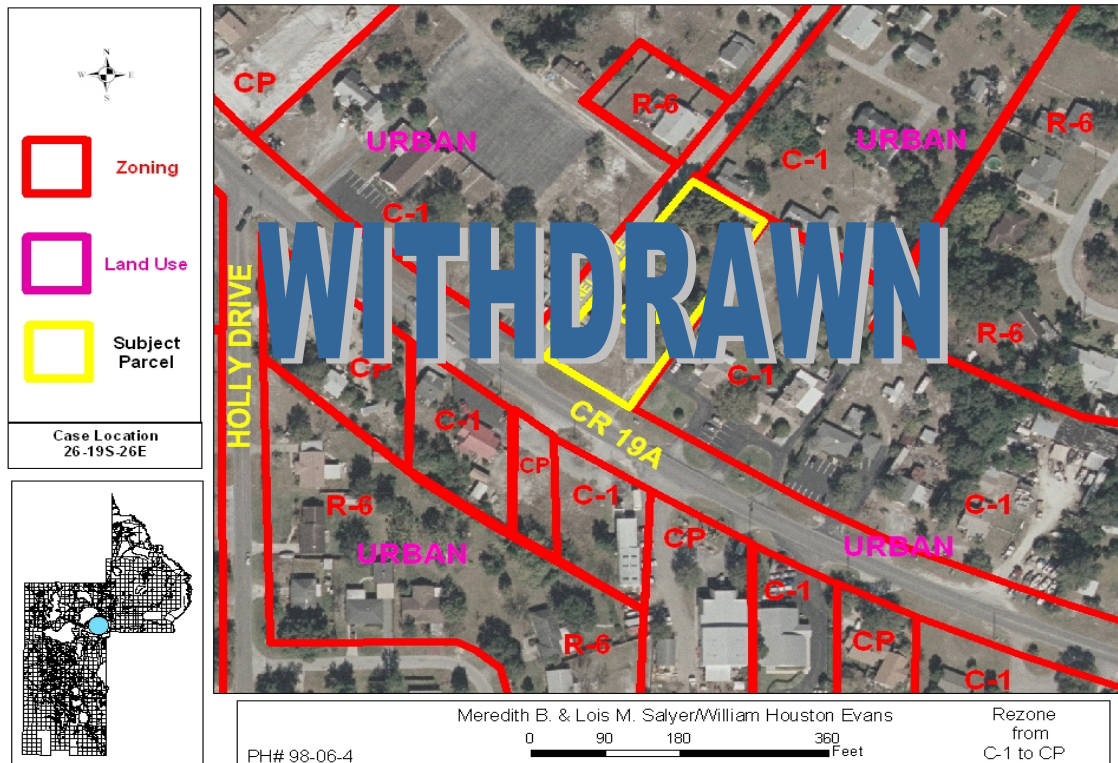 N
W E
S
Zoning
Land Use
Subject
Parcel
Case Location
26-19S-26E
CP
R-6
R-6
URBAN
URBAN
C-1
C-1
WITHDRAWN
HOLLY DRIVE
R-6
CP
C-1
C-1
CR 19A
CP
R-6
C-1
C-1
CP
URBAN
URBAN
C-1
R-6
CP
C-1
Meredith B. & Lois M. Salyer/William Houston Evans
0 90 180 360
Feet
PH# 98-06-4
Rezone
from
C-1 to CP